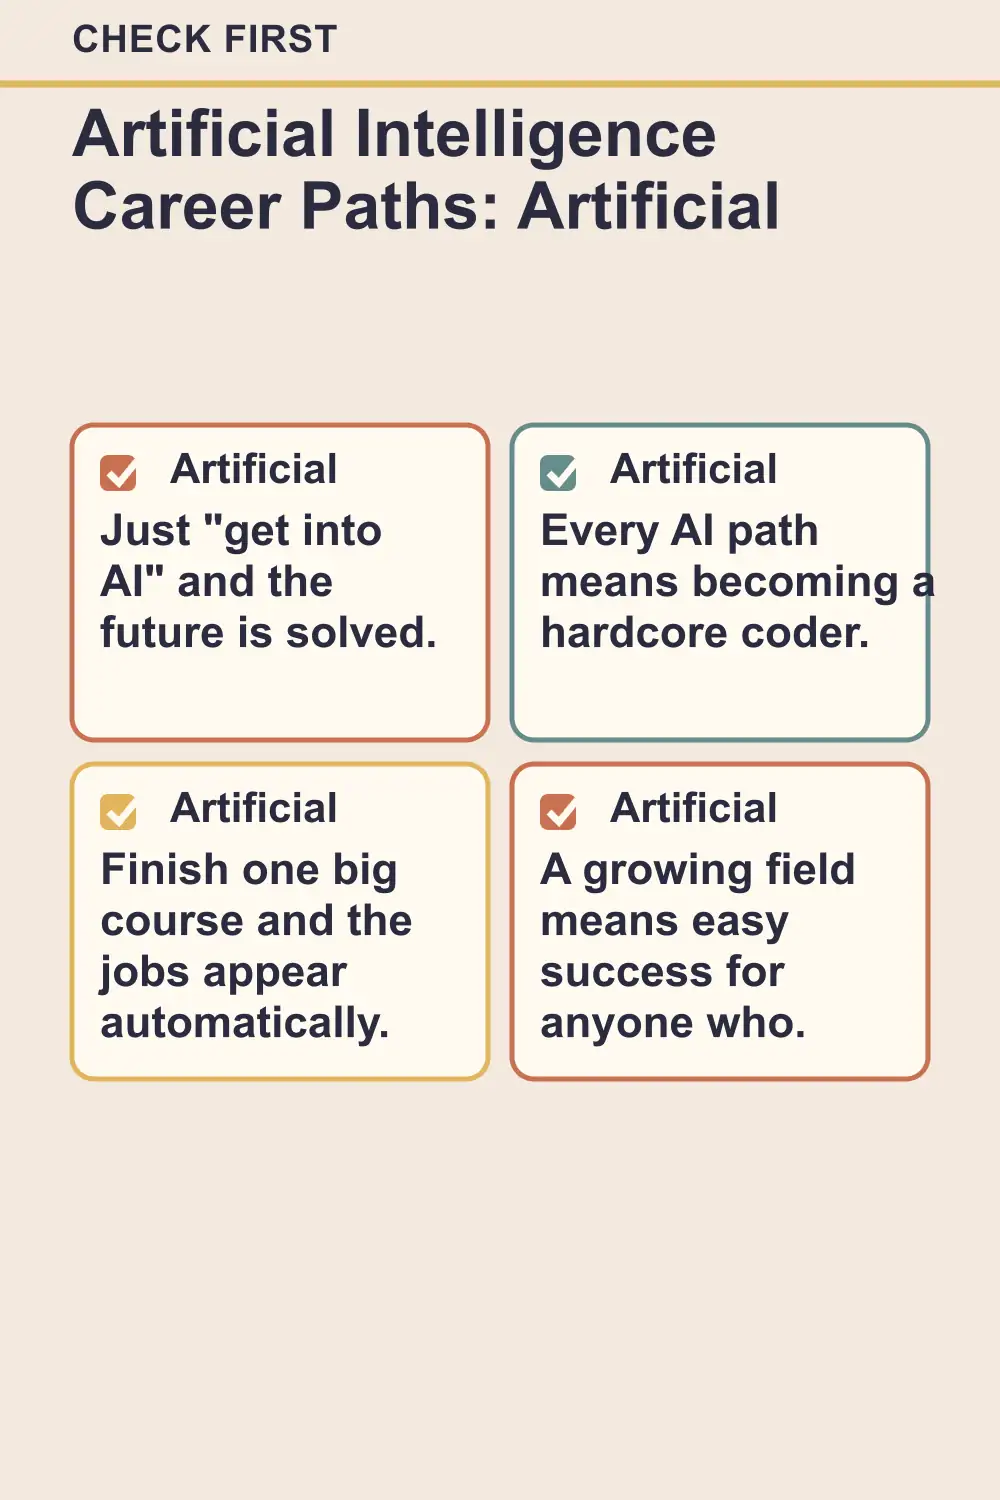 CHECK FIRST
Artificial Intelligence
Career Paths: Artificial
Artificial
Just "get into
AI" and the
future is solved.
Artificial
Every AI path
means becoming a
hardcore coder.
Artificial
Finish one big
course and the
jobs appear
automatically.
Artificial
A growing field
means easy
success for
anyone who.